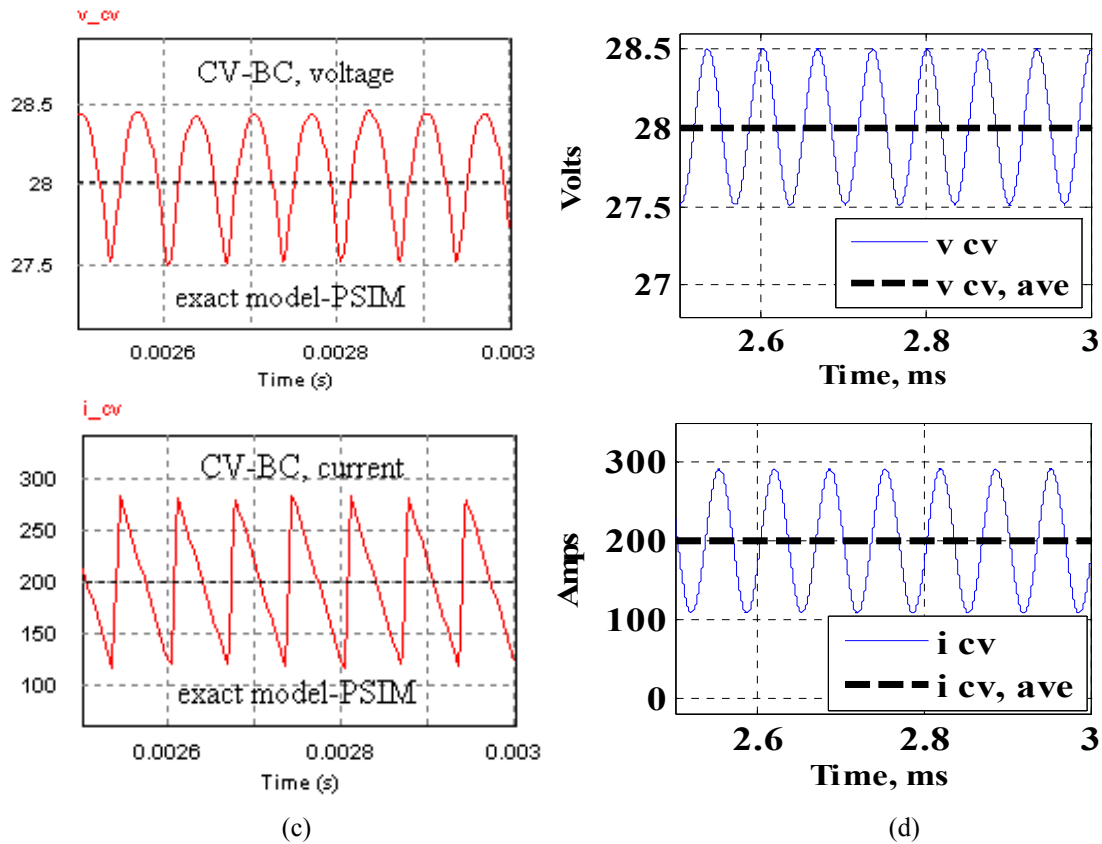 v_cv
CV-BC, voltage
28.5
28
27.5
exact model-PSIM
0.0026 0.0028 0.003
Time (s)
28.5
28
27.5
27
Volts
v cv
v cv, ave
2.6 2.8 3
Time, ms
i_cv
CV-BC, current
300
250
200
150
100
exact model-PSIM
0.0026 0.0028 0.003
Time (s)
(c)
300
200
100
0
Amps
i cv
i cv, ave
2.6 2.8 3
Time, ms
(d)